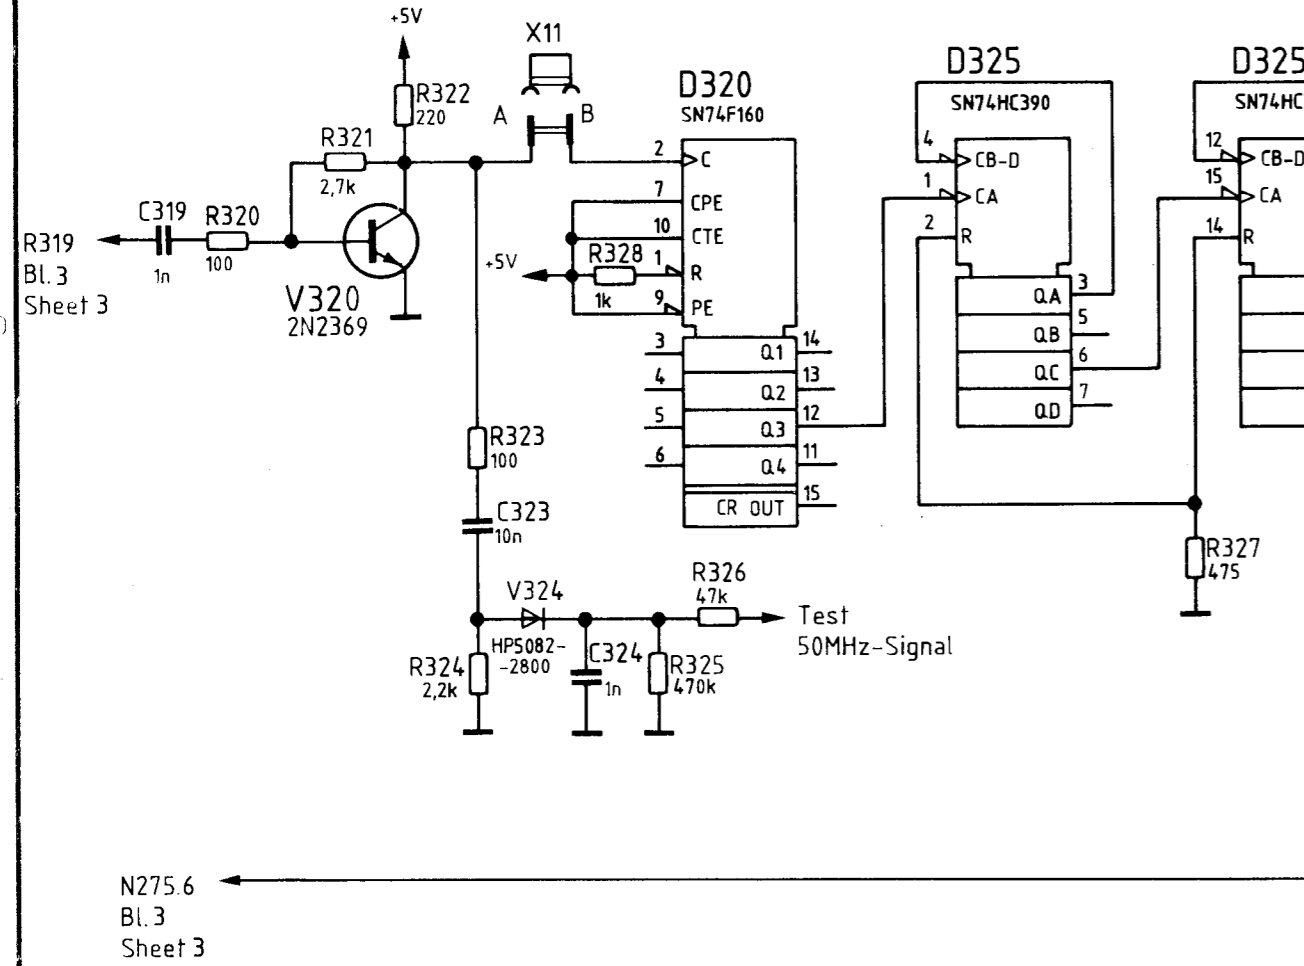 +5V
X11
D325
D325
D320
SN74F160
SN74HC390
SN74HC
R322
220
A
B
R321
2,7k
2
C
4
CB-D
12
CB-D
7
CPE
1
CA
15
CA
C319
1n
R320
100
10
CTE
2
R
14
R
R319
Bl.3
Sheet 3
+5V
R328
1k
1
R
9
PE
V320
2N2369
QA
3
QB
5
QC
6
QD
7
3
Q1
14
4
Q2
13
5
Q3
12
6
Q4
11
CR OUT
15
R323
100
C323
10n
R327
475
V324
HP5082-
-2800
R326
47k
Test
50MHz-Signal
R324
2,2k
C324
1n
R325
470k
N275.6
Bl.3
Sheet 3